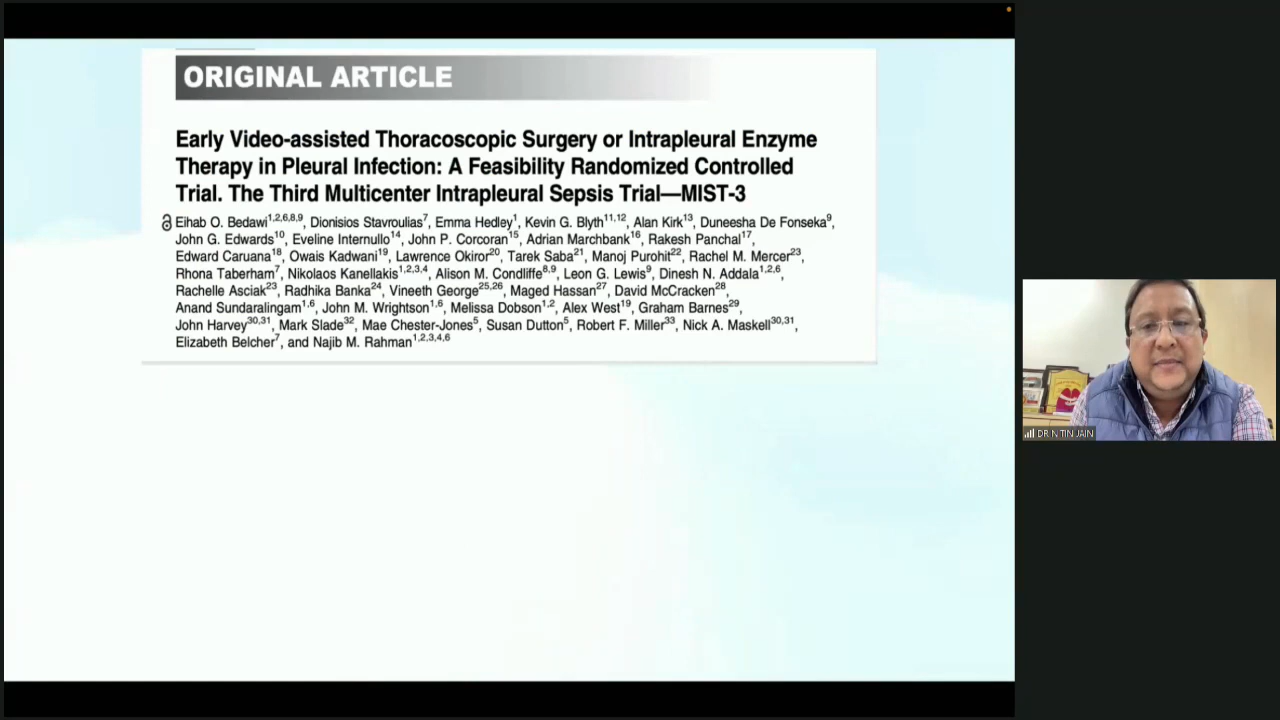 ORIGINAL ARTICLE
Early Video-assisted Thoracoscopic Surgery or Intrapleural Enzyme
Therapy in Pleural Infection: A Feasibility Randomized Controlled
Trial. The Third Multicenter Intrapleural Sepsis Trial—MIST-3
Eihab O. Bedawi1,2,6,8,9, Dionisios Stavroulias7, Emma Hedley1, Kevin G. Blyth11,12, Alan Kirk13, Duneesha De Fonseka9,
John G. Edwards10, Eveline Internullo14, John P. Corcoran15, Adrian Marchbank16, Rakesh Panchal17,
Edward Caruana18, Owais Kadwani19, Lawrence Okiror20, Tarek Saba21, Manoj Purohit22, Rachel M. Mercer23,
Rhona Taberham7, Nikolaos Kanellakis1,2,3,4, Alison M. Condliffe8,9, Leon G. Lewis9, Dinesh N. Addala1,2,6,
Rachelle Asciak23, Radhika Banka24, Vineeth George25,26, Maged Hassan27, David McCracken28,
Anand Sundaralingam1,6, John M. Wrightson1,6, Melissa Dobson1,2, Alex West19, Graham Barnes29,
John Harvey30,31, Mark Slade32, Mae Chester-Jones5, Susan Dutton5, Robert F. Miller33, Nick A. Maskell30,31,
Elizabeth Belcher7, and Najib M. Rahman1,2,3,4,6
DR NITIN JAIN